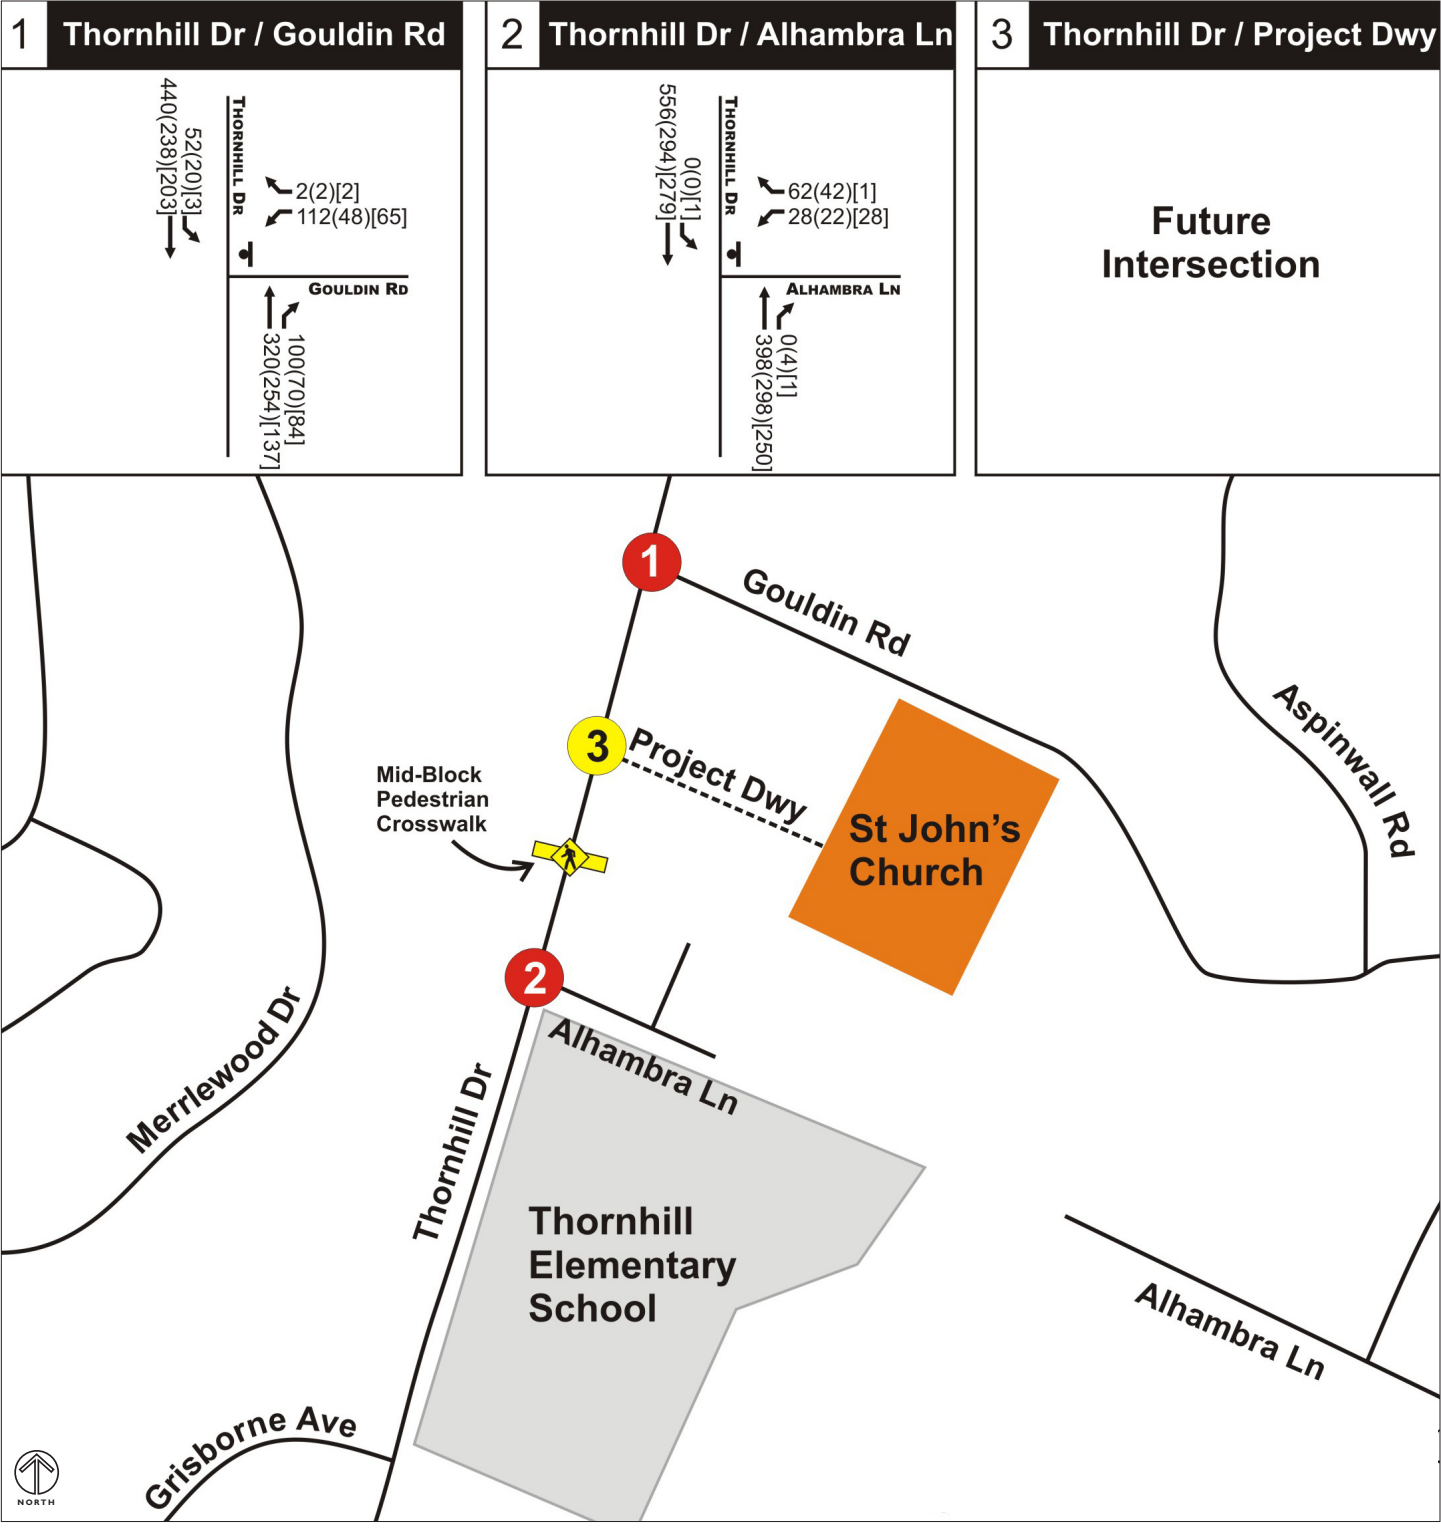 1 Thornhill Dr / Gouldin Rd
440(238)[203]
52(20)[3]
THORNHILL DR
2(2)[2]
112(48)[65]
GOULDIN RD
320(254)[137]
100(70)[84]
2 Thornhill Dr / Alhambra Ln
556(294)[279]
0(0)[1]
THORNHILL DR
62(42)[1]
28(22)[28]
ALHAMBRA LN
398(298)[250]
0(4)[1]
3 Thornhill Dr / Project Dwy
Future
Intersection
1
Gouldin Rd
3
Project Dwy
Mid-Block
Pedestrian
Crosswalk
St John's
Church
Aspinwall Rd
2
Alhambra Ln
Merrlewood Dr
Thornhill Dr
Thornhill
Elementary
School
Alhambra Ln
Grisborne Ave
NORTH